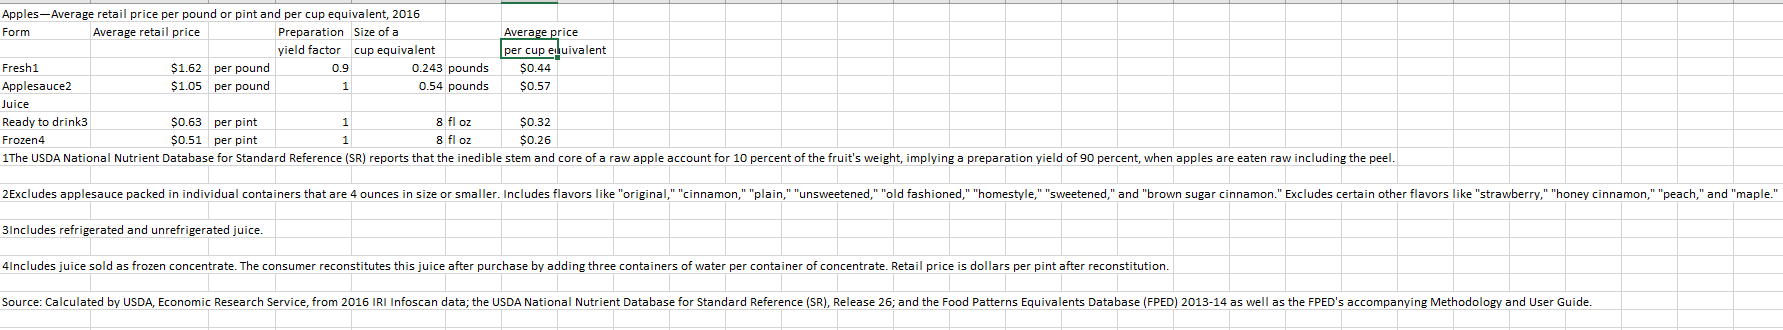 Apples—Average retail price per pound or pint and per cup equivalent, 2016
Form Average retail price Preparation Size of a Average price
yield factor cup equivalent per cup equivalent
Fresh1 $1.62 per pound 0.9 0.243 pounds $0.44
Applesauce2 $1.05 per pound 1 0.54 pounds $0.57
Juice
Ready to drink3 $0.63 per pint 1 8 fl oz $0.32
Frozen4 $0.51 per pint 1 8 fl oz $0.26
1The USDA National Nutrient Database for Standard Reference (SR) reports that the inedible stem and core of a raw apple account for 10 percent of the fruit's weight, implying a preparation yield of 90 percent, when apples are eaten raw including the peel.
2Excludes applesauce packed in individual containers that are 4 ounces in size or smaller. Includes flavors like "original," "cinnamon," "plain," "unsweetened," "old fashioned," "homestyle," "sweetened," and "brown sugar cinnamon." Excludes certain other flavors like "strawberry," "honey cinnamon," "peach," and "maple."
3Includes refrigerated and unrefrigerated juice.
4Includes juice sold as frozen concentrate. The consumer reconstitutes this juice after purchase by adding three containers of water per container of concentrate. Retail price is dollars per pint after reconstitution.
Source: Calculated by USDA, Economic Research Service, from 2016 IRI Infoscan data; the USDA National Nutrient Database for Standard Reference (SR), Release 26; and the Food Patterns Equivalents Database (FPED) 2013-14 as well as the FPED's accompanying Methodology and User Guide.